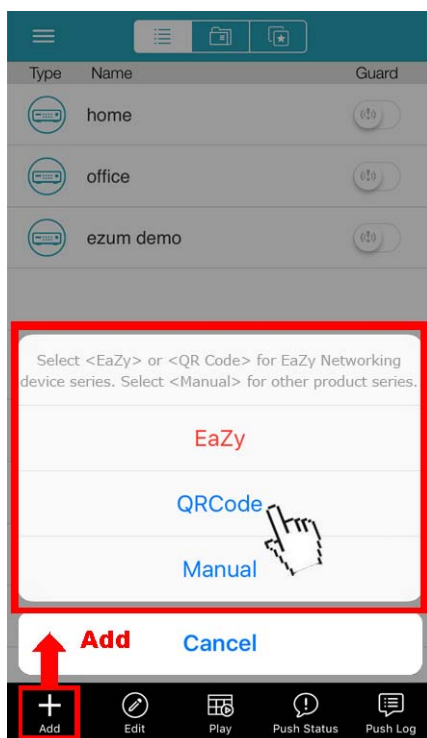 Type Name Guard
home
office
ezum demo
Select <EaZy> or <QR Code> for EaZy Networking
device series. Select <Manual> for other product series.
EaZy
QRCode
Manual
Add
Cancel
Add Edit Play Push Status Push Log